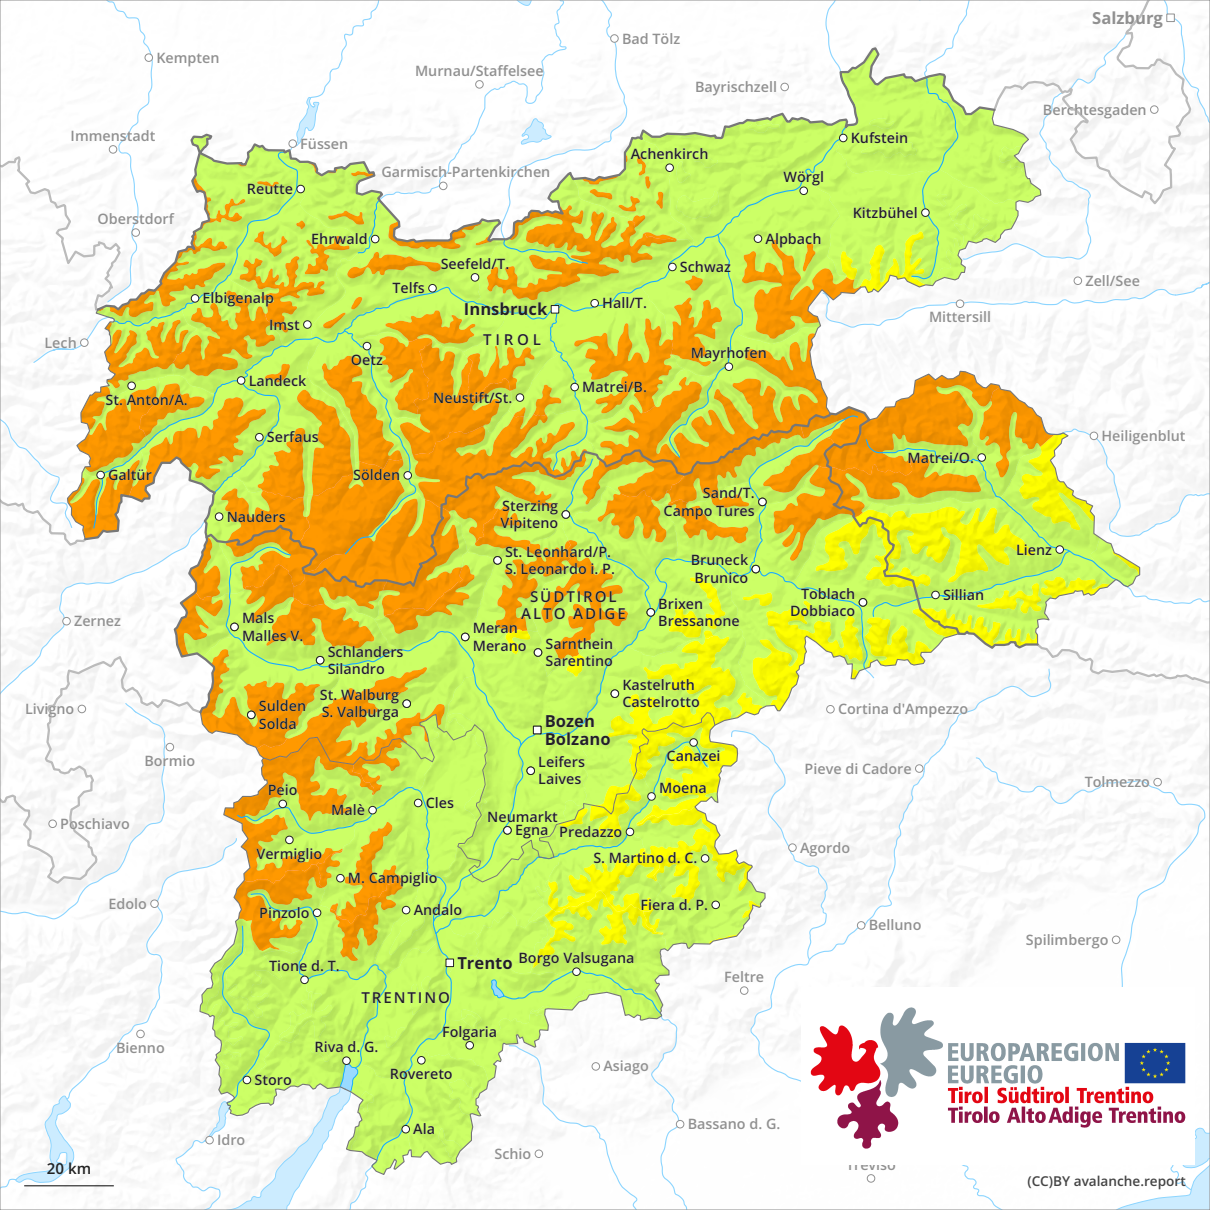 Salzburg
Bad Tölz
Kempten
Murnau/Staffelsee
Bayrischzell
Berchtesgaden
Immenstadt
Füssen
Kufstein
Achenkirch
Garmisch-Partenkirchen
Wörgl
Reutte
Oberstdorf
Kitzbühel
Ehrwald
Alpbach
Seefeld/T.
Schwaz
Zell/See
Telfs
Elbigenalp
Innsbruck
Hall/T.
Mittersill
Imst
TIROL
Lech
Oetz
Mayrhofen
Landeck
Matrei/B.
St. Anton/A.
Neustift/St.
Serfaus
Heiligenblut
Matrei/O.
Galtür
Sölden
Sand/T.
Campo Tures
Sterzing
Vipiteno
Nauders
St. Leonhard/P.
S. Leonardo i. P.
Lienz
Bruneck
Brunico
SÜDTIROL
ALTO ADIGE
Toblach
Dobbiaco
Sillian
Brixen
Bressanone
Zernez
Mals
Malles V.
Meran
Merano
Sarnthein
Sarentino
Schlanders
Silandro
Kastelruth
Castelrotto
St. Walburg
S. Valburga
Sulden
Solda
Livigno
Cortina d'Ampezzo
Bozen
Bolzano
Bormio
Canazei
Leifers
Laives
Pieve di Cadore
Tolmezzo
Peio
Moena
Malè
Cles
Neumarkt
Egna
Predazzo
Poschiavo
Vermiglio
Agordo
S. Martino d. C.
M. Campiglio
Edolo
Pinzolo
Andalo
Fiera d. P.
Belluno
Spilimbergo
Trento
Borgo Valsugana
Tione d. T.
Feltre
TRENTINO
Folgaria
Bienno
Riva d. G.
Rovereto
Asiago
Storo
EUROPAREGION
EUREGIO
Tirol Südtirol Trentino
Tirolo Alto Adige Trentino
Ala
Bassano d. G.
Idro
Schio
Treviso
20 km
(CC)BY avalanche.report